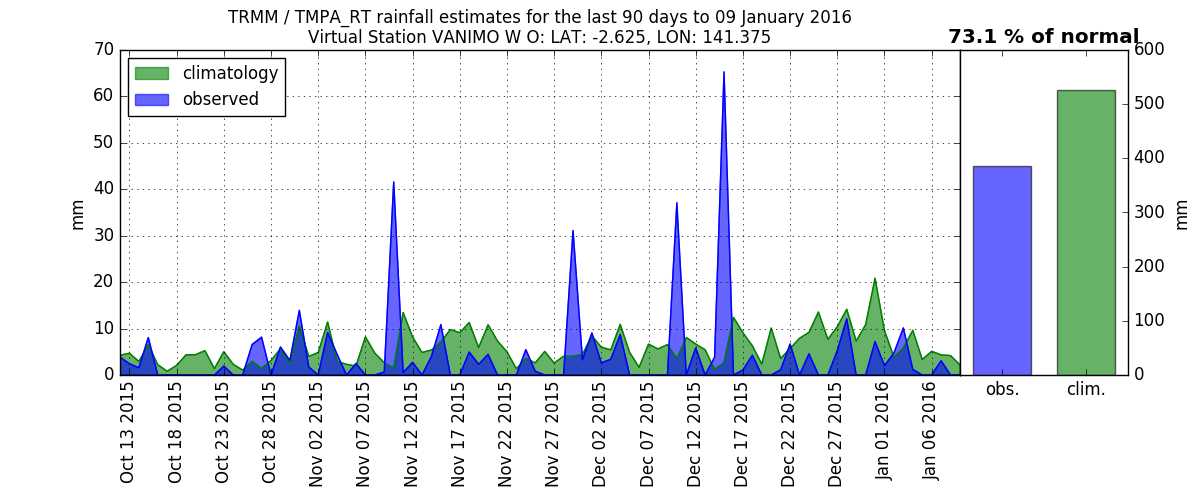 TRMM / TMPA_RT rainfall estimates for the last 90 days to 09 January 2016
Virtual Station VANIMO W O: LAT: -2.625, LON: 141.375
73.1 % of normal
climatology
observed
mm
70
60
50
40
30
20
10
0
Oct 13 2015
Oct 18 2015
Oct 23 2015
Oct 28 2015
Nov 02 2015
Nov 07 2015
Nov 12 2015
Nov 17 2015
Nov 22 2015
Nov 27 2015
Dec 02 2015
Dec 07 2015
Dec 12 2015
Dec 17 2015
Dec 22 2015
Dec 27 2015
Jan 01 2016
Jan 06 2016
600
500
400
300
200
100
0
mm
obs.
clim.